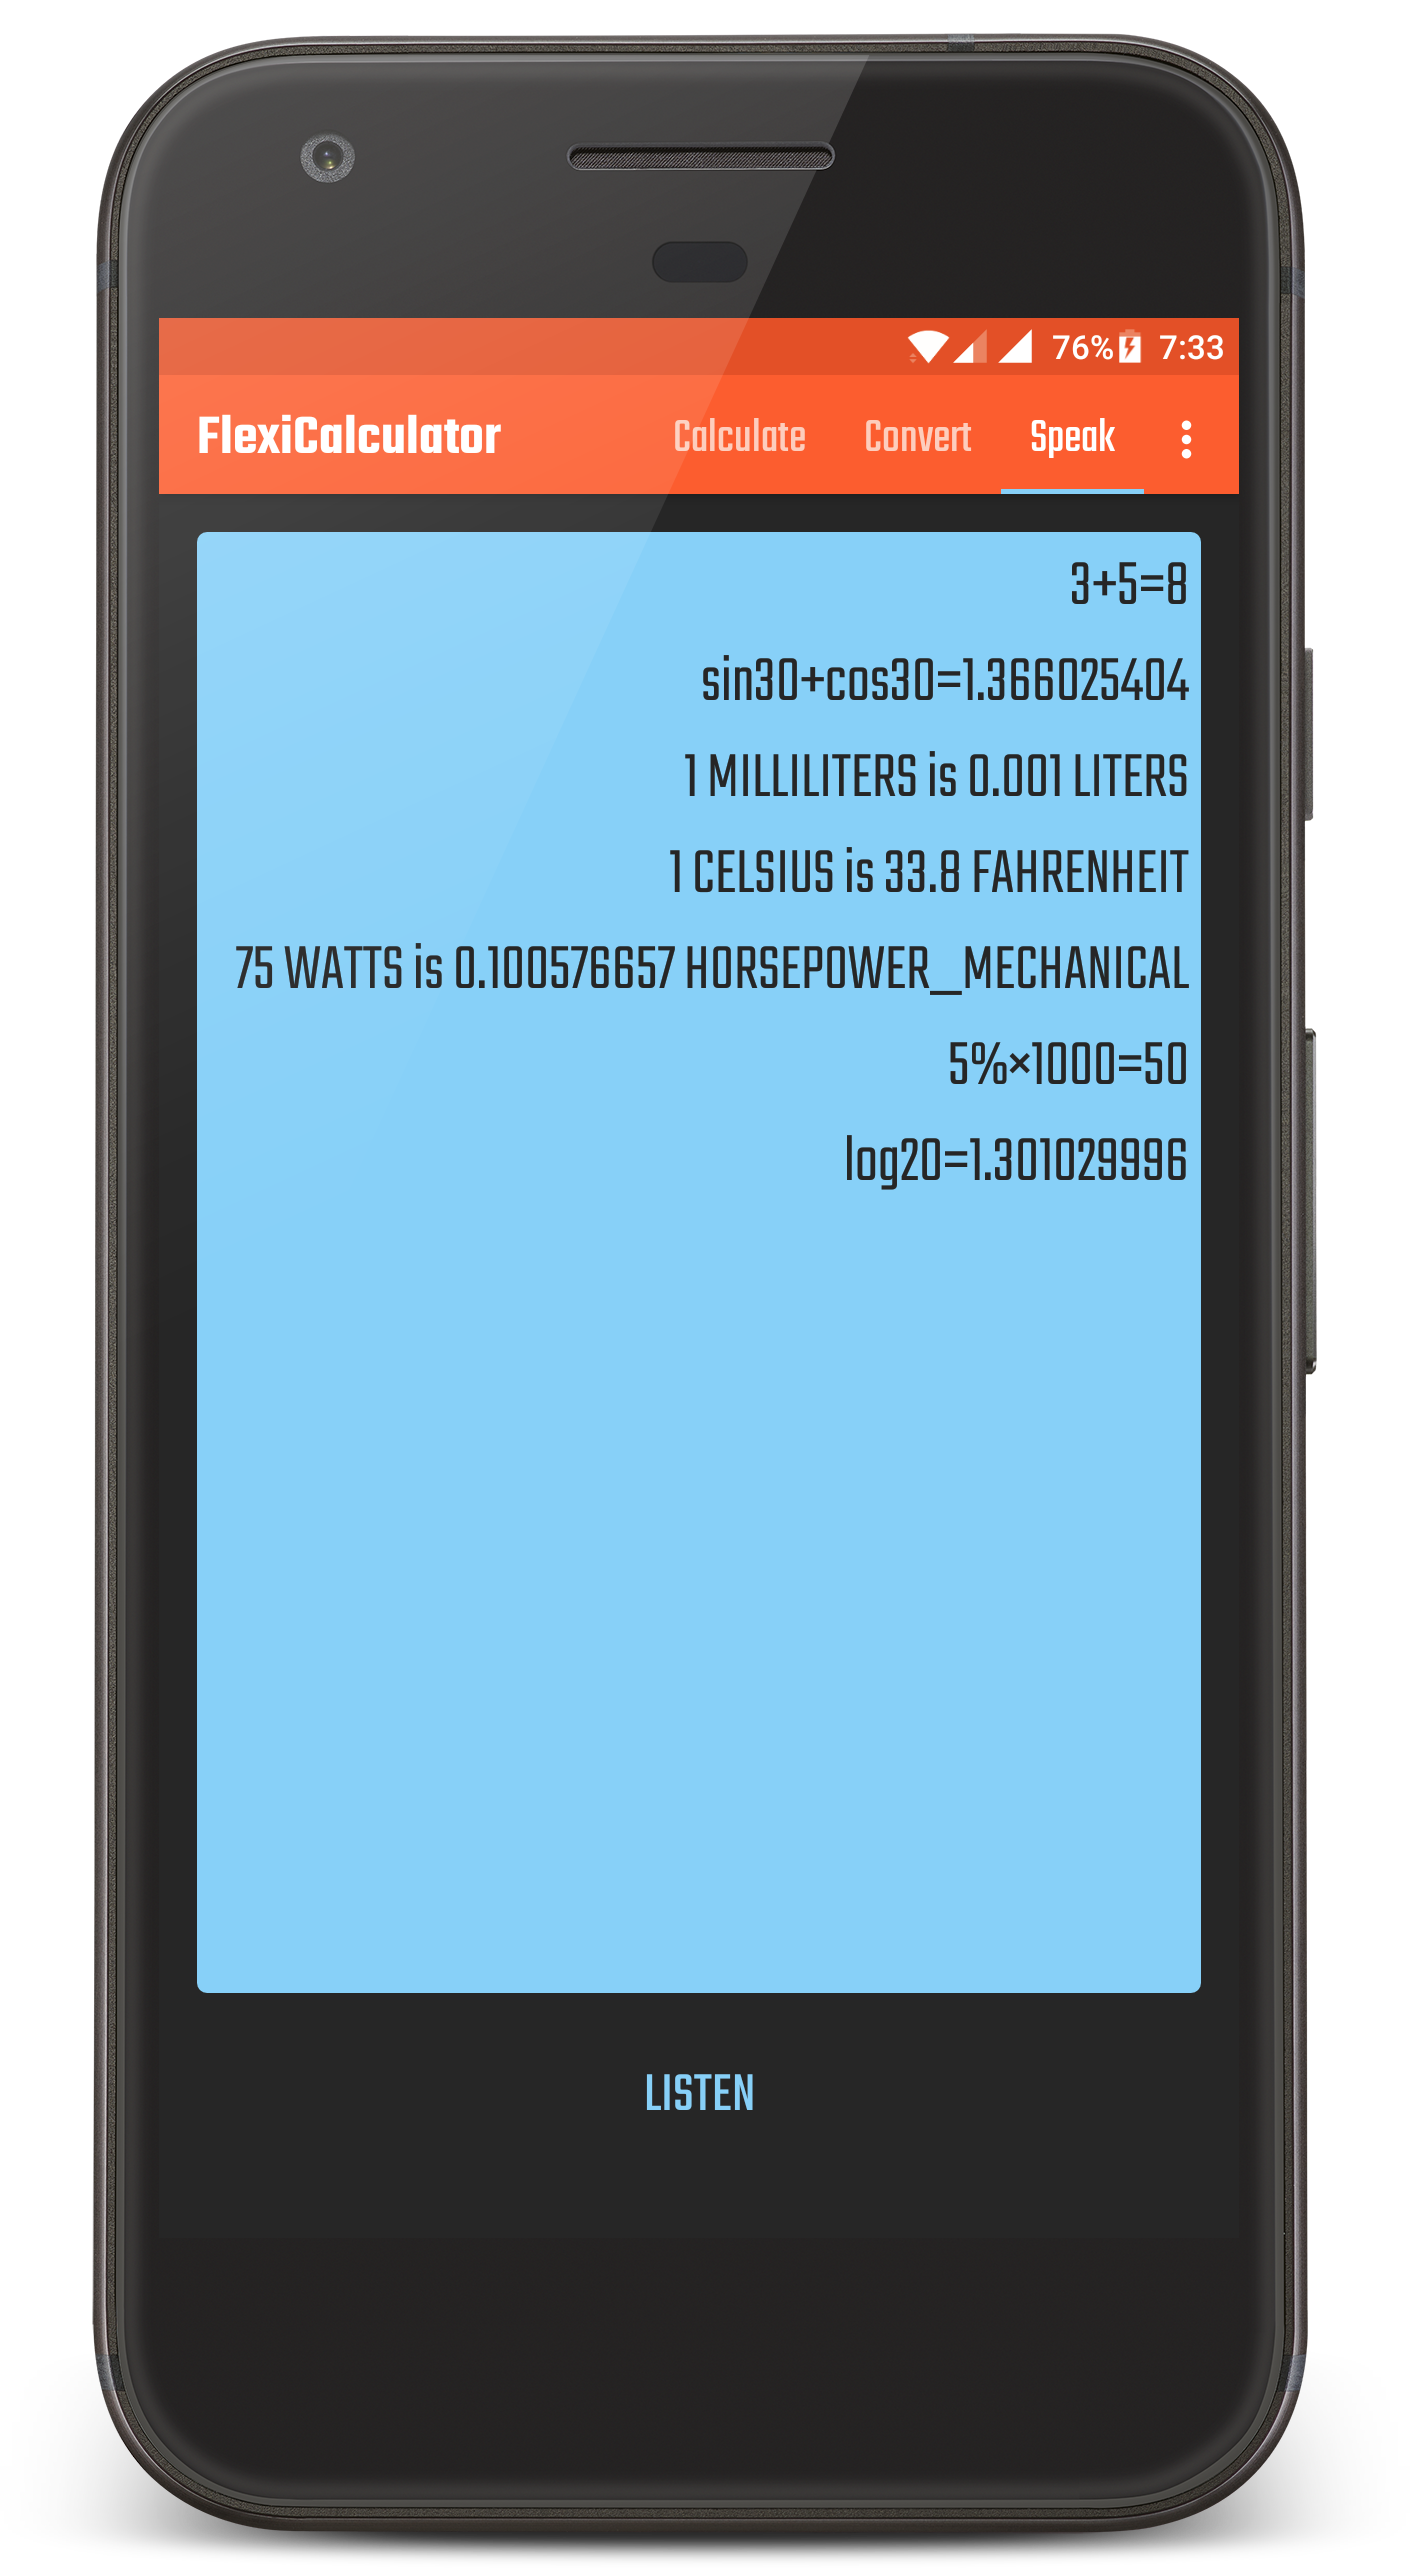 76% 7:33
FlexiCalculator Calculate Convert Speak
3+5=8
sin30+cos30=1.366025404
1 MILLILITERS is 0.001 LITERS
1 CELSIUS is 33.8 FAHRENHEIT
75 WATTS is 0.100576657 HORSEPOWER_MECHANICAL
5%×1000=50
log20=1.301029996
LISTEN